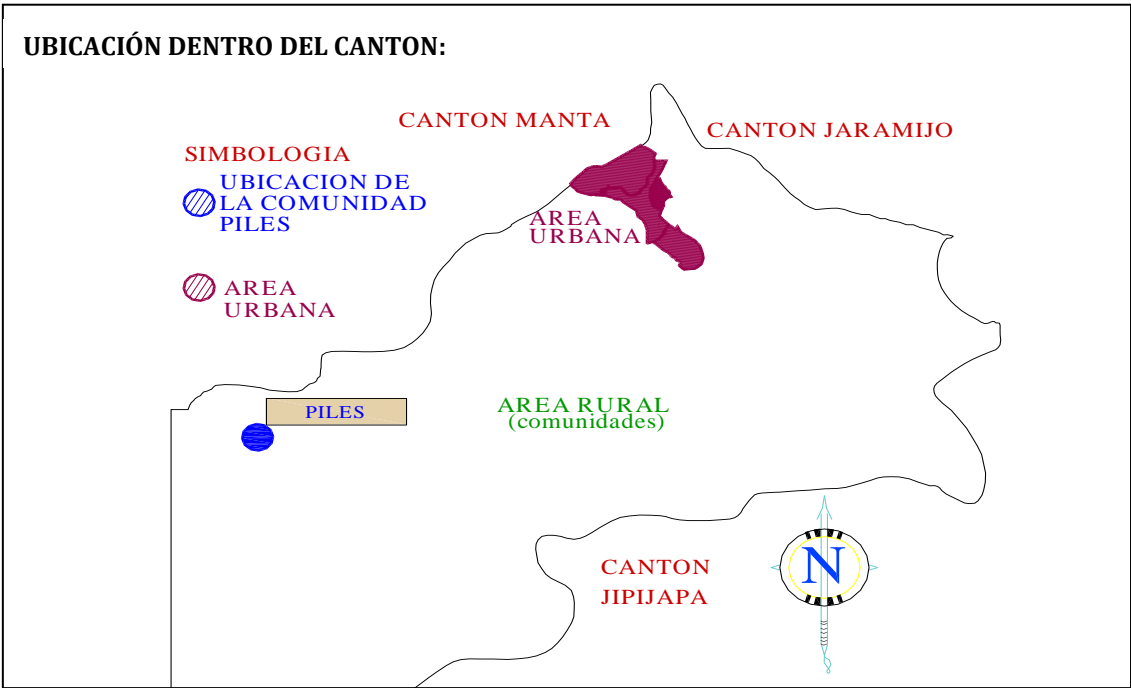 UBICACIÓN DENTRO DEL CANTON:
CANTON MANTA
CANTON JARAMIJO
SIMBOLOGIA
UBICACION DE
LA COMUNIDAD
PILES
AREA
URBANA
AREA
URBANA
PILES
AREA RURAL
(comunidades)
CANTON
JIPIJAPA
N